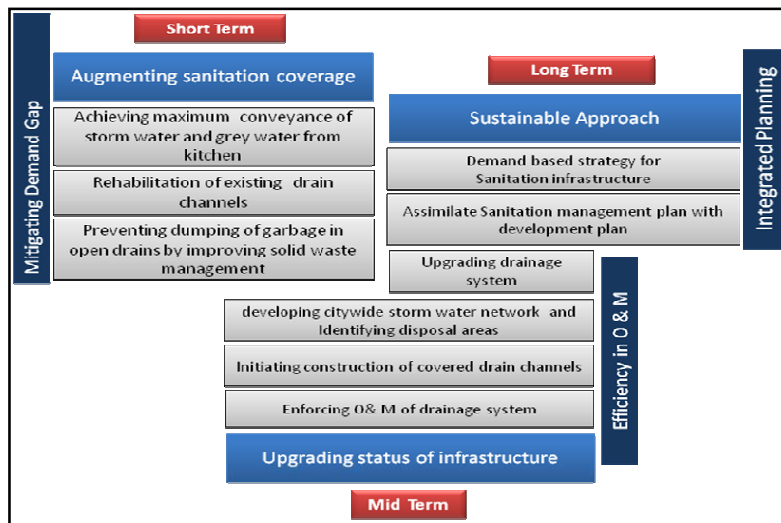 Short Term
Mitigating Demand Gap
Augmenting sanitation coverage
Achieving maximum conveyance of
storm water and grey water from
kitchen
Rehabilitation of existing drain
channels
Preventing dumping of garbage in
open drains by improving solid waste
management
Long Term
Sustainable Approach
Integrated Planning
Demand based strategy for
Sanitation infrastructure
Assimilate Sanitation management plan with
development plan
Upgrading drainage
system
developing citywide storm water network and
Identifying disposal areas
Initiating construction of covered drain channels
Enforcing O& M of drainage system
Efficiency in O & M
Upgrading status of infrastructure
Mid Term